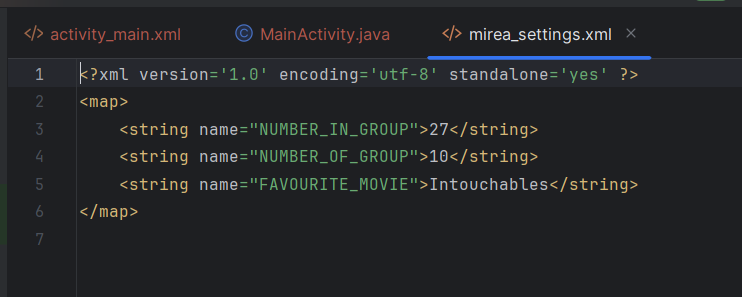 activity_main.xml MainActivity.java mirea_settings.xml
1 <?xml version='1.0' encoding='utf-8' standalone='yes' ?>
2 <map>
3     <string name="NUMBER_IN_GROUP">27</string>
4     <string name="NUMBER_OF_GROUP">10</string>
5     <string name="FAVOURITE_MOVIE">Intouchables</string>
6 </map>
7